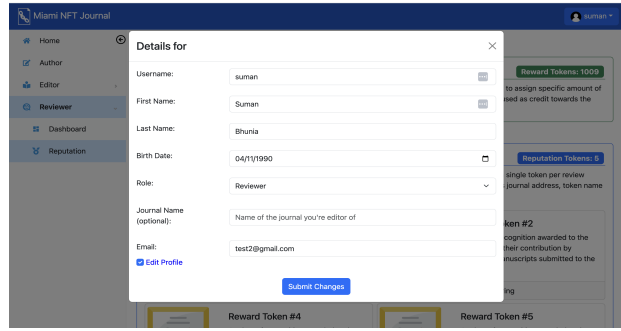 Miami NFT Journal
suman
Home
Author
Editor
Reviewer
Dashboard
Reputation
Details for
Username:
suman
First Name:
Suman
Last Name:
Bhunia
Birth Date:
04/11/1990
Role:
Reviewer
Journal Name
(optional):
Name of the journal you're editor of
Email:
test2@gmail.com
Edit Profile
Submit Changes
Reward Tokens: 1009
to assign specific amount of
used as credit towards the
Reputation Tokens: 5
single token per review
journal address, token name
ken #2
cognition awarded to the
their contribution by
nuscripts submitted to the
ing
Reward Token #4
Reward Token #5